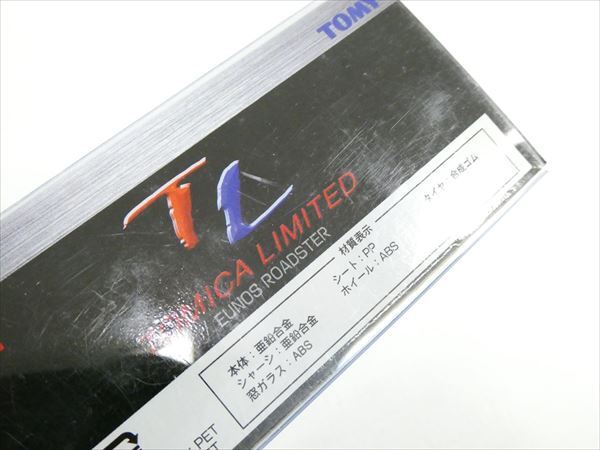 TOMY
TL
TOMICA LIMITED
EUNOS ROADSTER
材質表示
本体：亜鉛合金
シャーシ：亜鉛合金
窓ガラス：ABS
シート：PP
ホイール：ABS
タイヤ：合成ゴム
PET